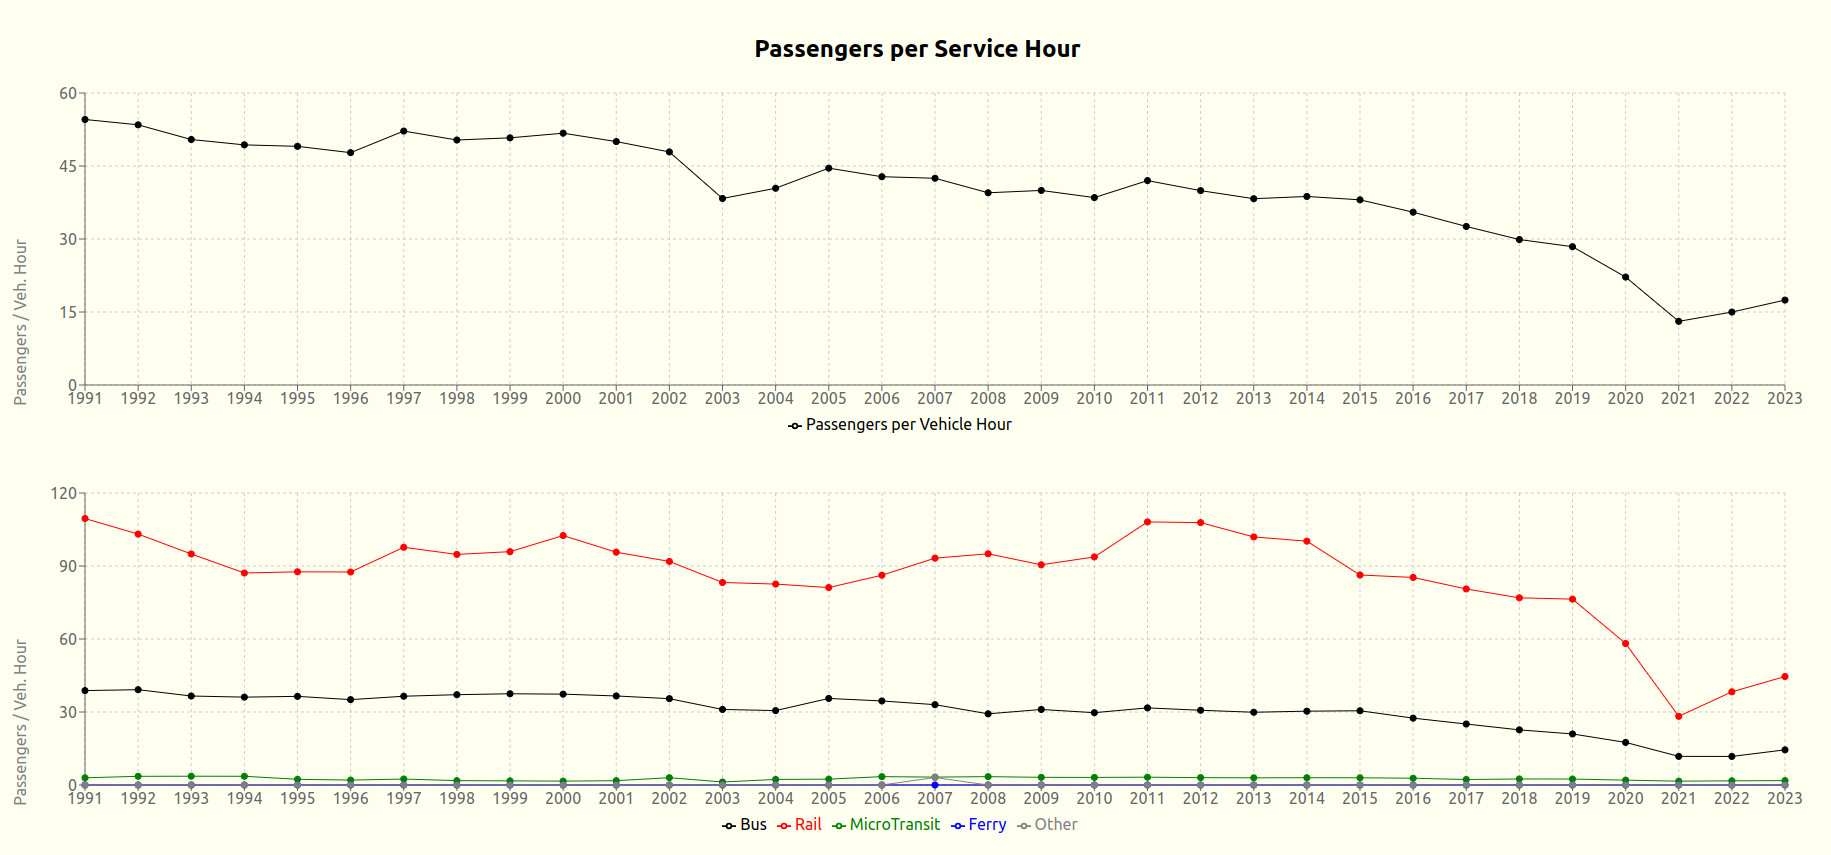 Passengers per Service Hour
60
45
30
15
0
Passengers / Veh. Hour
1991 1992 1993 1994 1995 1996 1997 1998 1999 2000 2001 2002 2003 2004 2005 2006 2007 2008 2009 2010 2011 2012 2013 2014 2015 2016 2017 2018 2019 2020 2021 2022 2023
Passengers per Vehicle Hour
120
90
60
30
0
Passengers / Veh. Hour
1991 1992 1993 1994 1995 1996 1997 1998 1999 2000 2001 2002 2003 2004 2005 2006 2007 2008 2009 2010 2011 2012 2013 2014 2015 2016 2017 2018 2019 2020 2021 2022 2023
Bus Rail MicroTransit Ferry Other